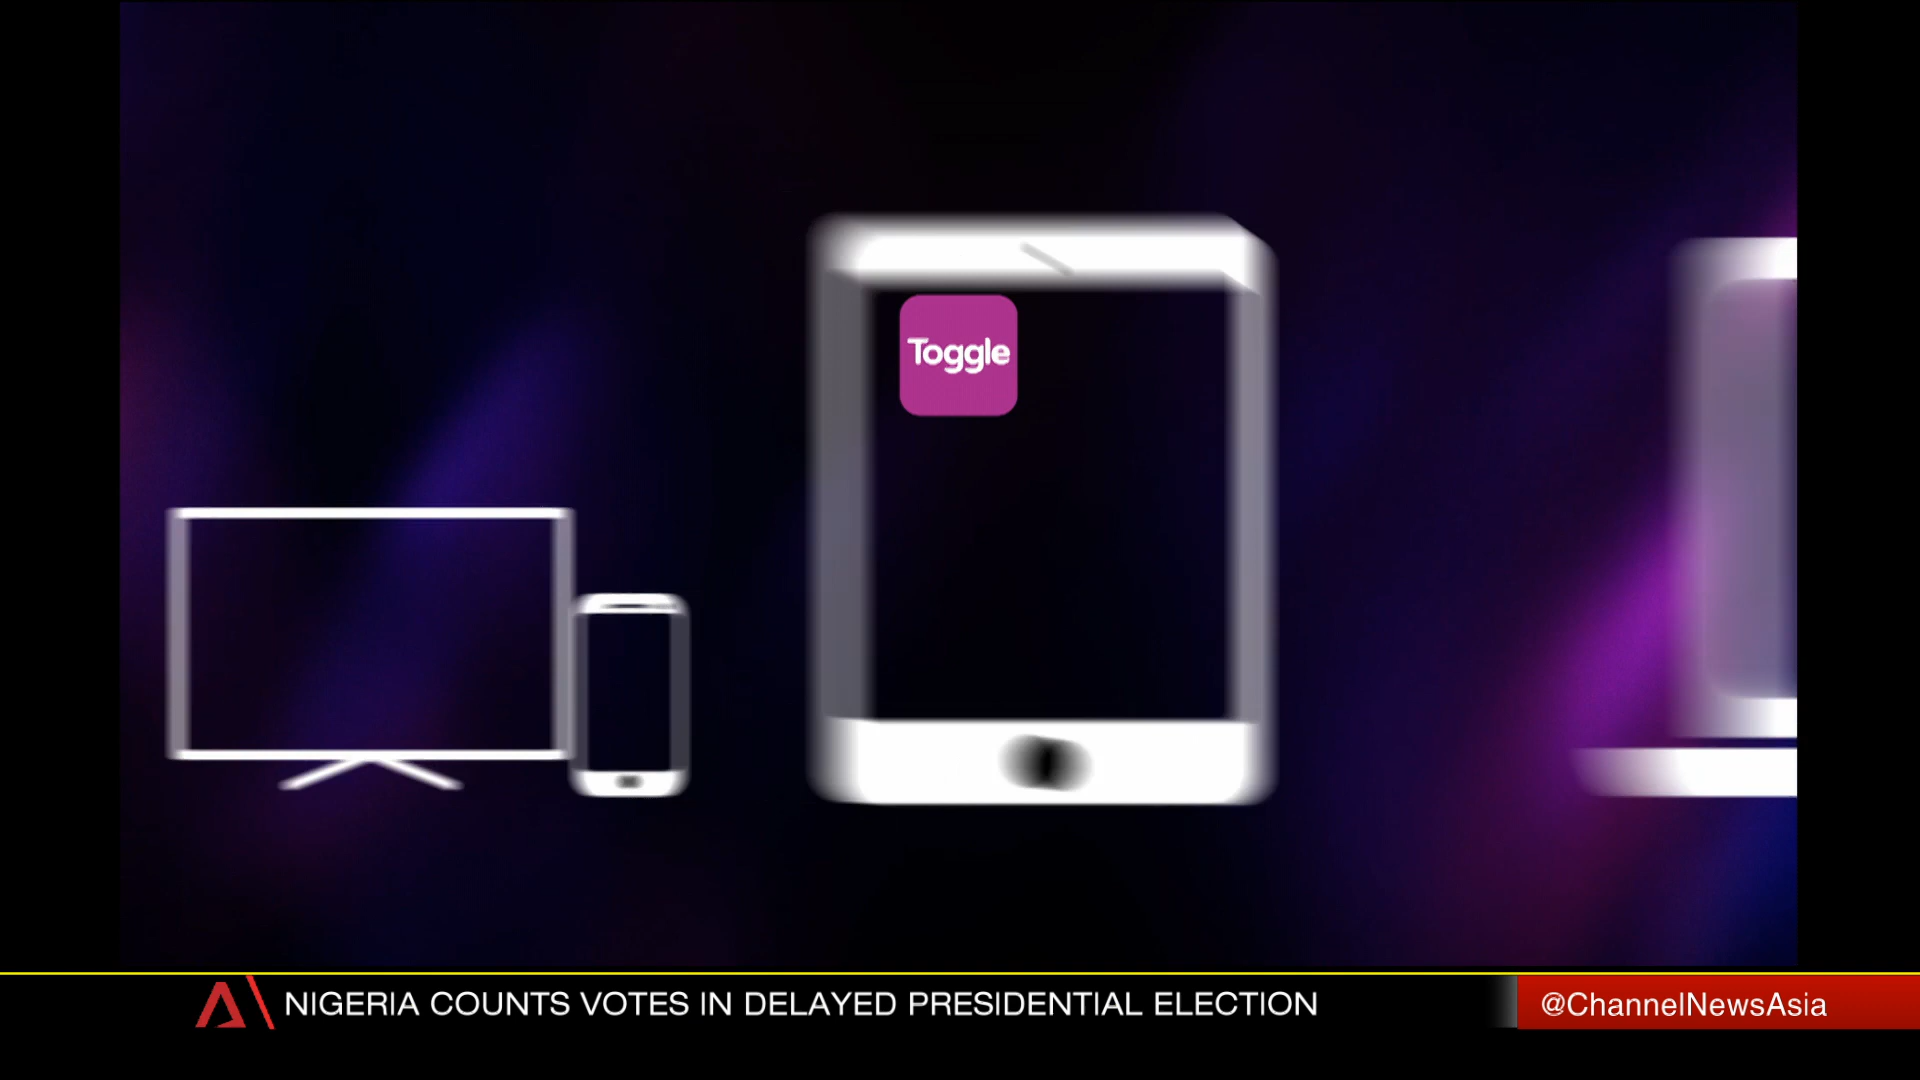 Toggle
NIGERIA COUNTS VOTES IN DELAYED PRESIDENTIAL ELECTION
@ChannelNewsAsia